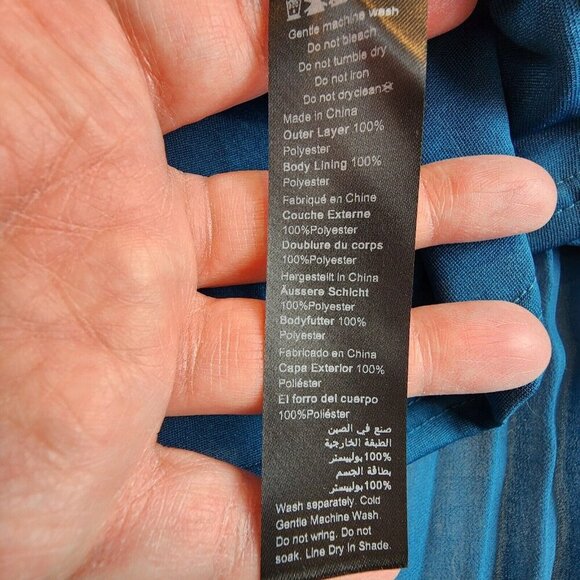 Gentle machine wash
Do not bleach
Do not tumble dry
Do not iron
Do not dryclean
Made in China
Outer Layer 100%
Polyester
Body Lining 100%
Polyester
Fabriqué en Chine
Couche Externe
100%Polyester
Doublure du corps
100%Polyester
Hergestellt in China
Äussere Schicht
100%Polyester
Bodyfutter 100%
Polyester
Fabricado en China
Capa Exterior 100%
Poliéster
El forro del cuerpo
100%Poliéster
صنع في الصين
الطبقة الخارجية
100%بوليستر
بطاقة الجسم
100%بوليستر
Wash separately. Cold
Gentle Machine Wash.
Do not wring. Do not
soak. Line Dry in Shade.